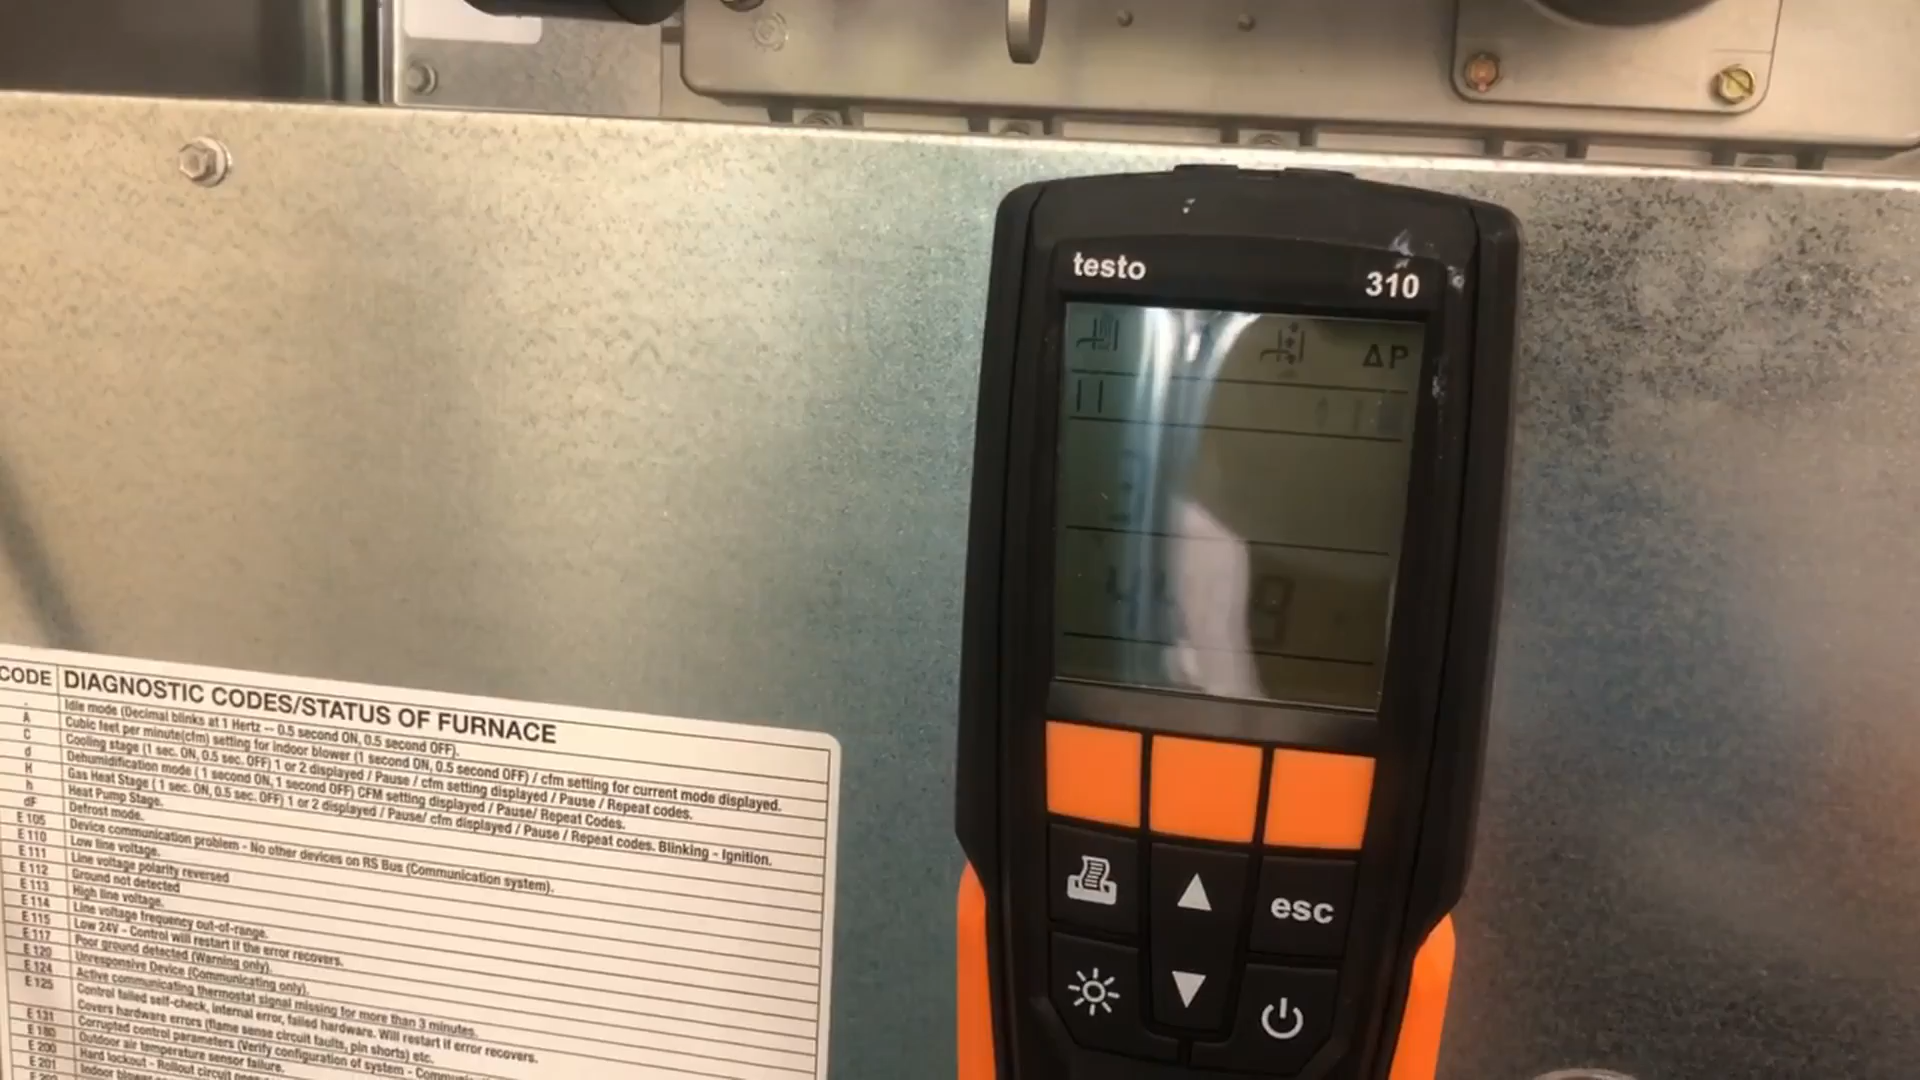 testo
310
ΔP
CODE DIAGNOSTIC CODES/STATUS OF FURNACE
. Idle mode (Decimal blinks at 1 Hertz -- 0.5 second ON, 0.5 second OFF).
A Cubic feet per minute(cfm) setting for indoor blower (1 second ON, 0.5 second OFF) / cfm setting for current mode displayed.
C Cooling stage (1 sec. ON, 0.5 sec. OFF) 1 or 2 displayed / Pause / cfm setting displayed / Pause / Repeat codes.
d Dehumidification mode ( 1 second ON, 1 second OFF) CFM setting displayed / Pause/ Repeat Codes.
H Gas Heat Stage ( 1 sec. ON, 0.5 sec. OFF) 1 or 2 displayed / Pause/ cfm displayed / Pause / Repeat codes. Blinking - Ignition.
h Heat Pump Stage.
dF Defrost mode.
E 105 Device communication problem - No other devices on RS Bus (Communication system).
E 110 Low line voltage.
E 111 Line voltage polarity reversed
E 112 Ground not detected
E 113 High line voltage.
E 114 Line voltage frequency out-of-range.
E 115 Low 24V - Control will restart if the error recovers.
E 117 Poor ground detected (Warning only).
E 120 Unresponsive Device (Communicating only).
E 124 Active communicating thermostat signal missing for more than 3 minutes.
E 125 Control failed self-check, internal error, failed hardware. Will restart if error recovers.
Covers hardware errors (flame sense circuit faults, pin shorts) etc.
E 131 Corrupted control parameters (Verify configuration of system - Commun
E 180 Outdoor air temperature sensor failure.
E 200 Hard lockout - Rollout circuit open
E 201 Indoor blower
E 202
esc